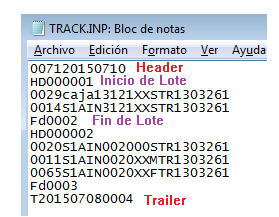 TRACK.INP: Bloc de notas
Archivo Edición Formato Ver Ayuda
007120150710 Header
HD000001 Inicio de Lote
0029caja13121XXSTR1303261
0014S1AIN3121XXSTR1303261
Fd0002 Fin de Lote
HD000002
0020S1AIN002000STR1303261
0011S1AIN0020XXMTR1303261
0065S1AIN0020XXFTR1303261
Fd0003
T201507080004 Trailer